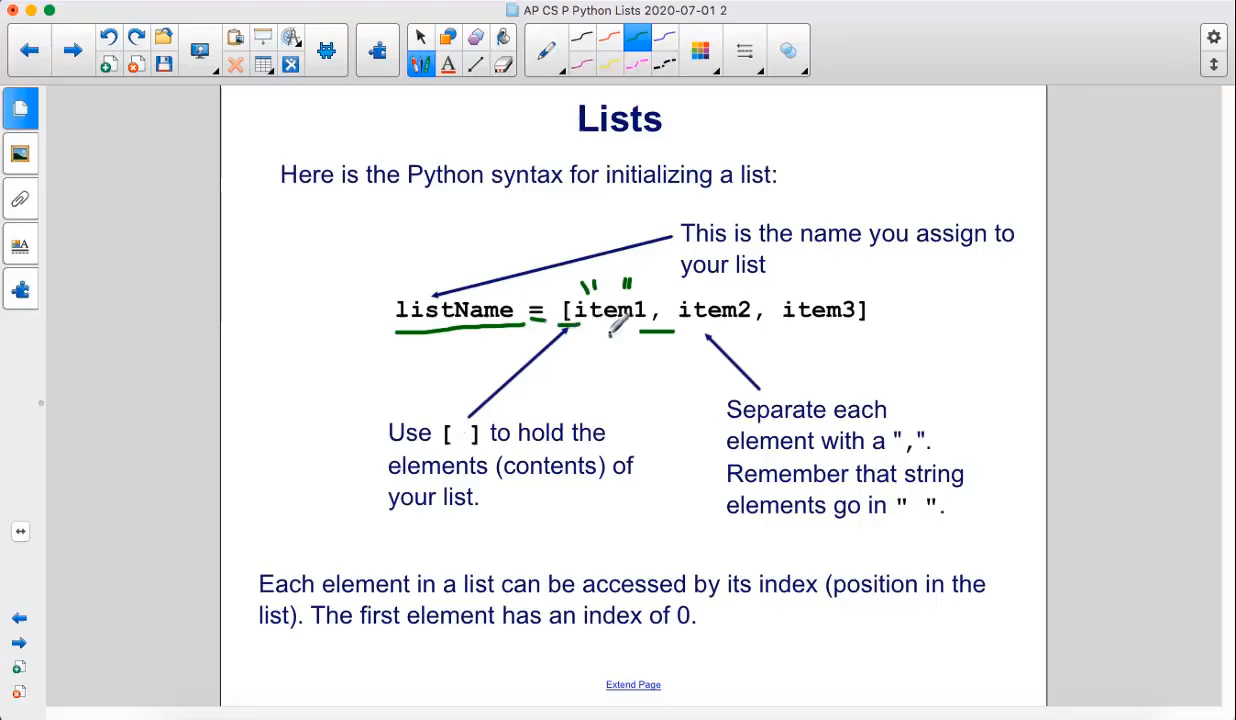 AP CS P Python Lists 2020-07-01 2
Lists
Here is the Python syntax for initializing a list:
This is the name you assign to
your list
" "
listName = [item1, item2, item3]
Use [ ] to hold the
elements (contents) of
your list.
Separate each
element with a ",".
Remember that string
elements go in " ".
Each element in a list can be accessed by its index (position in the
list). The first element has an index of 0.
Extend Page